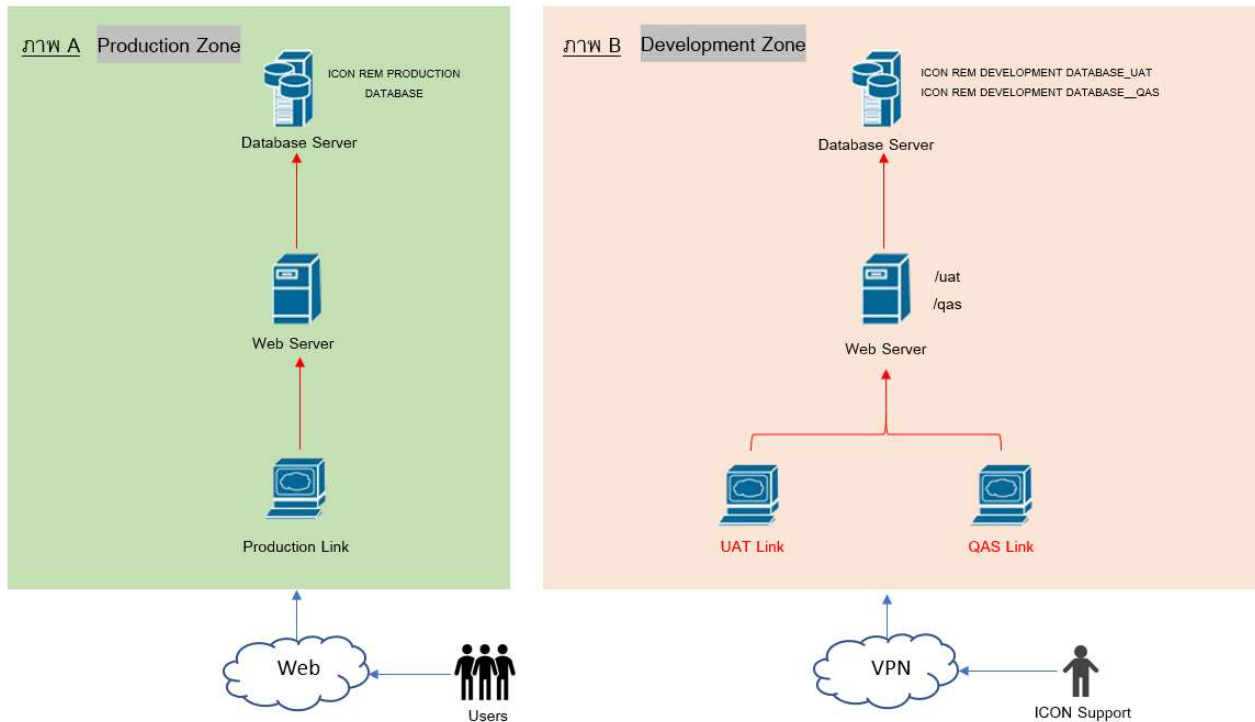 ภาพ A Production Zone
ICON REM PRODUCTION
DATABASE
Database Server
Web Server
Production Link
Web
Users
ภาพ B Development Zone
ICON REM DEVELOPMENT DATABASE_UAT
ICON REM DEVELOPMENT DATABASE__QAS
Database Server
/uat
/qas
Web Server
UAT Link
QAS Link
VPN
ICON Support